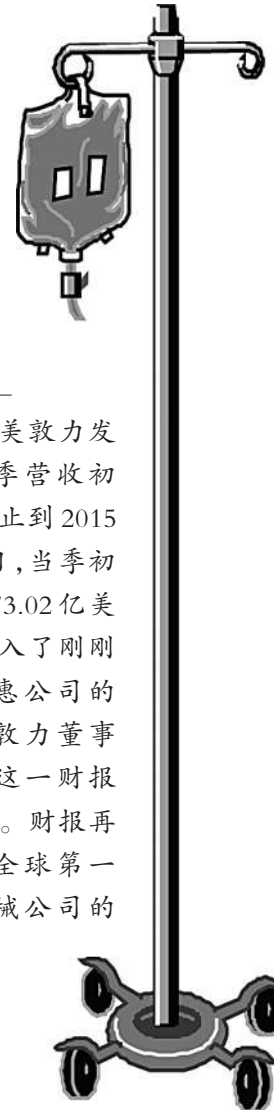 美敦力发
季营收初
止到2015
,当季初
73.02亿美
入了刚刚
惠公司的
敦力董事
这一财报
。财报再
全球第一
械公司的